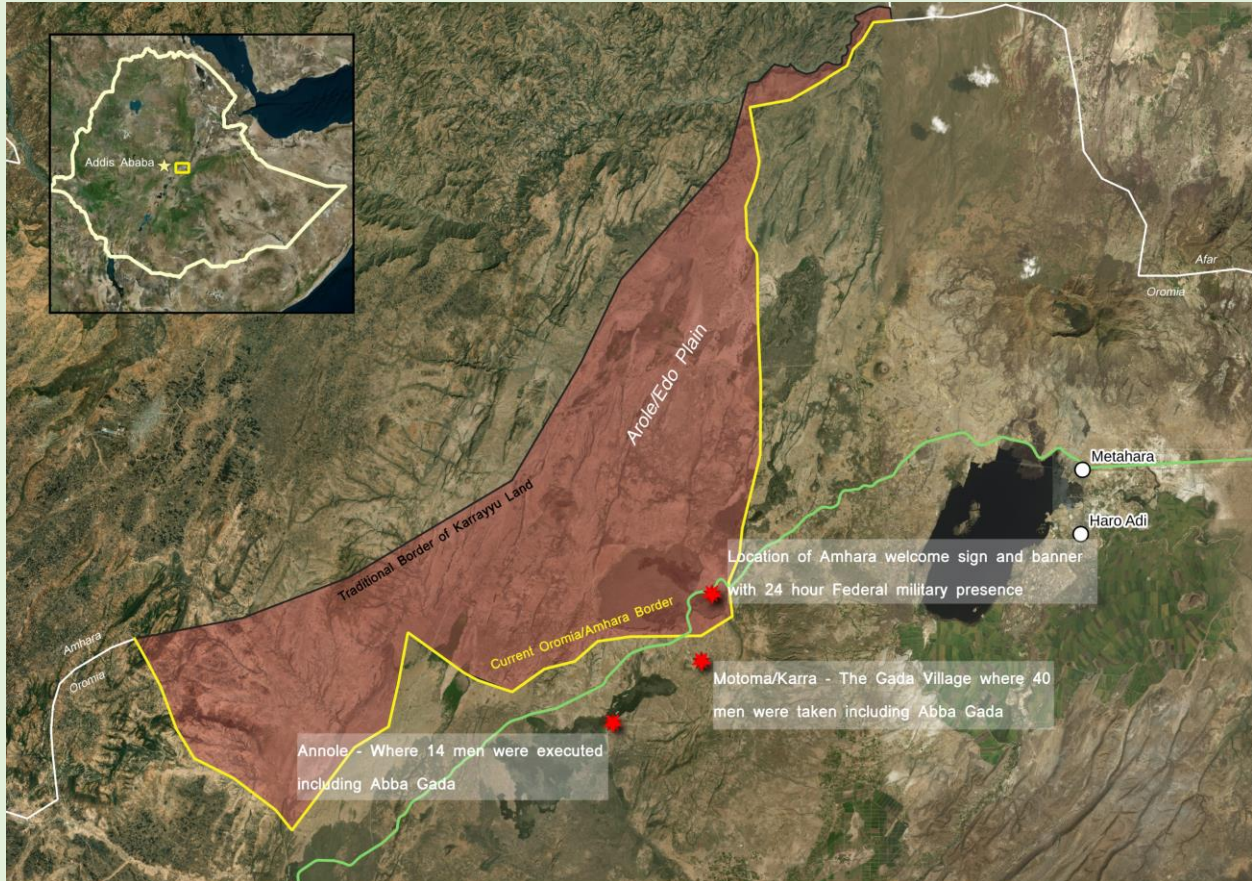 Addis Ababa
Afar
Oromia
Arole/Edo Plain
Metahara
Haro Adi
Traditional Border of Karrayyu Land
Location of Amhara welcome sign and banner
with 24 hour Federal military presence
Current Oromia/Amhara Border
Amhara
Oromia
Motoma/Karra - The Gada Village where 40
men were taken including Abba Gada
Annole - Where 14 men were executed
including Abba Gada